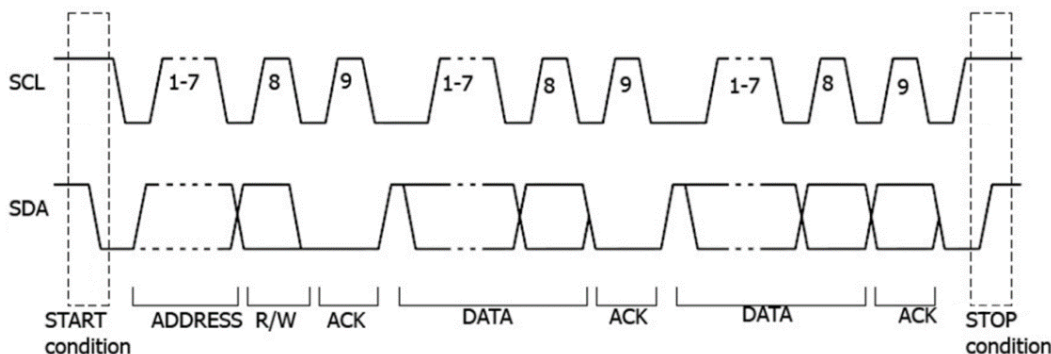 SCL 1-7 8 9 1-7 8 9 1-7 8 9
SDA
START ADDRESS R/W ACK DATA ACK DATA ACK STOP
condition condition